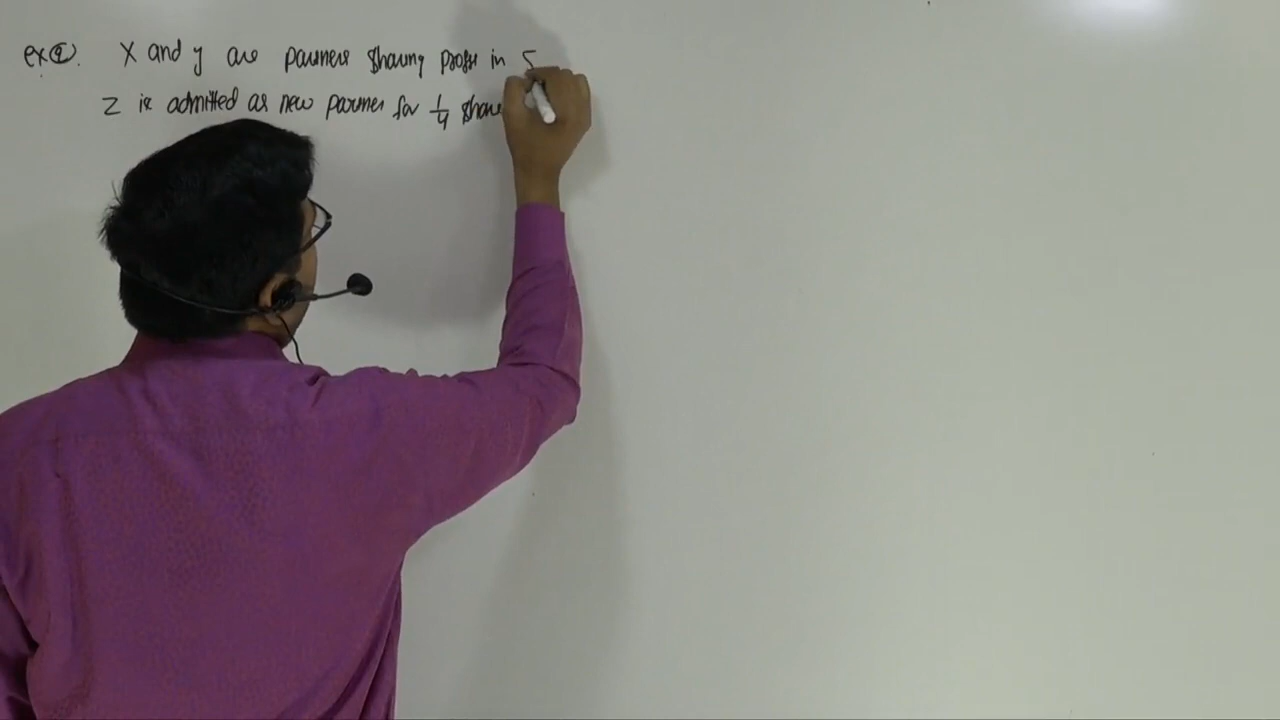 ex②. X and y are partners sharing profit in 5
Z is admitted as new partner for 1/4 share